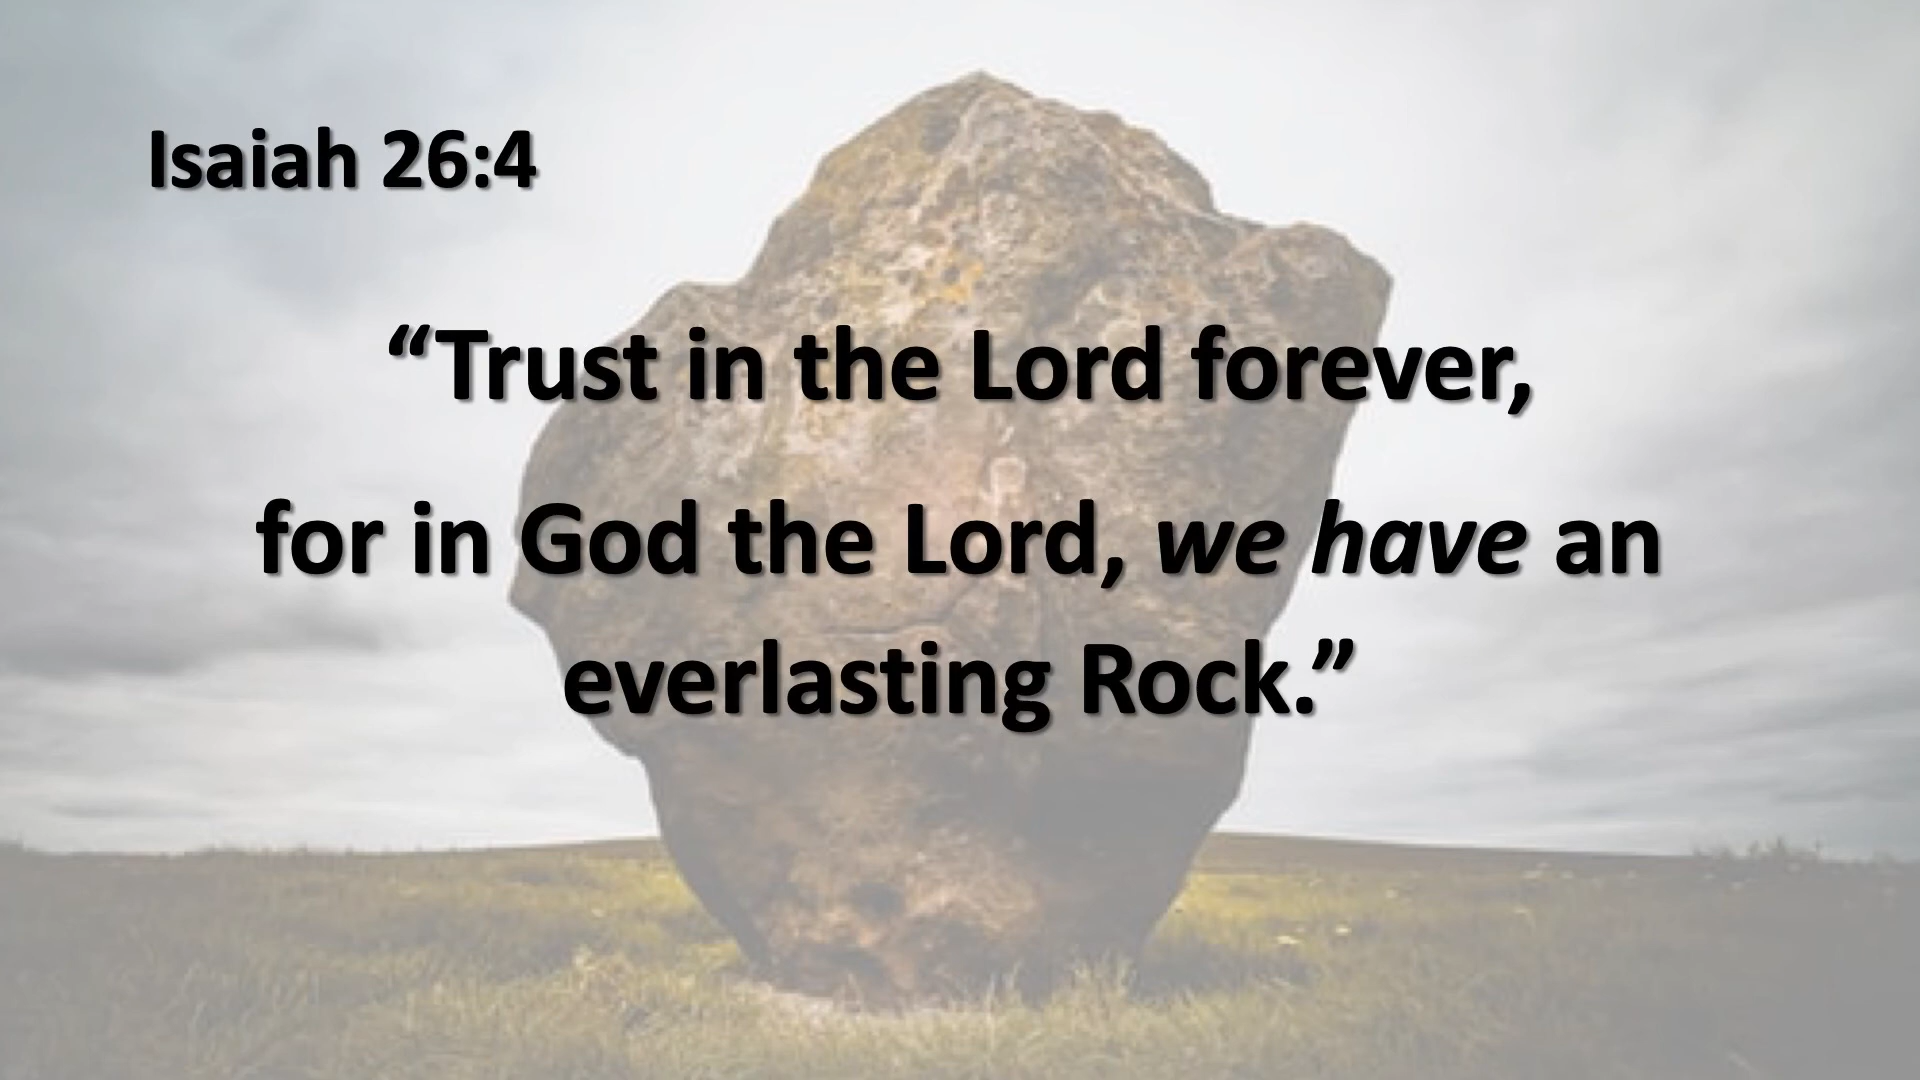 Isaiah 26:4
“Trust in the Lord forever,
for in God the Lord, we have an
everlasting Rock.”